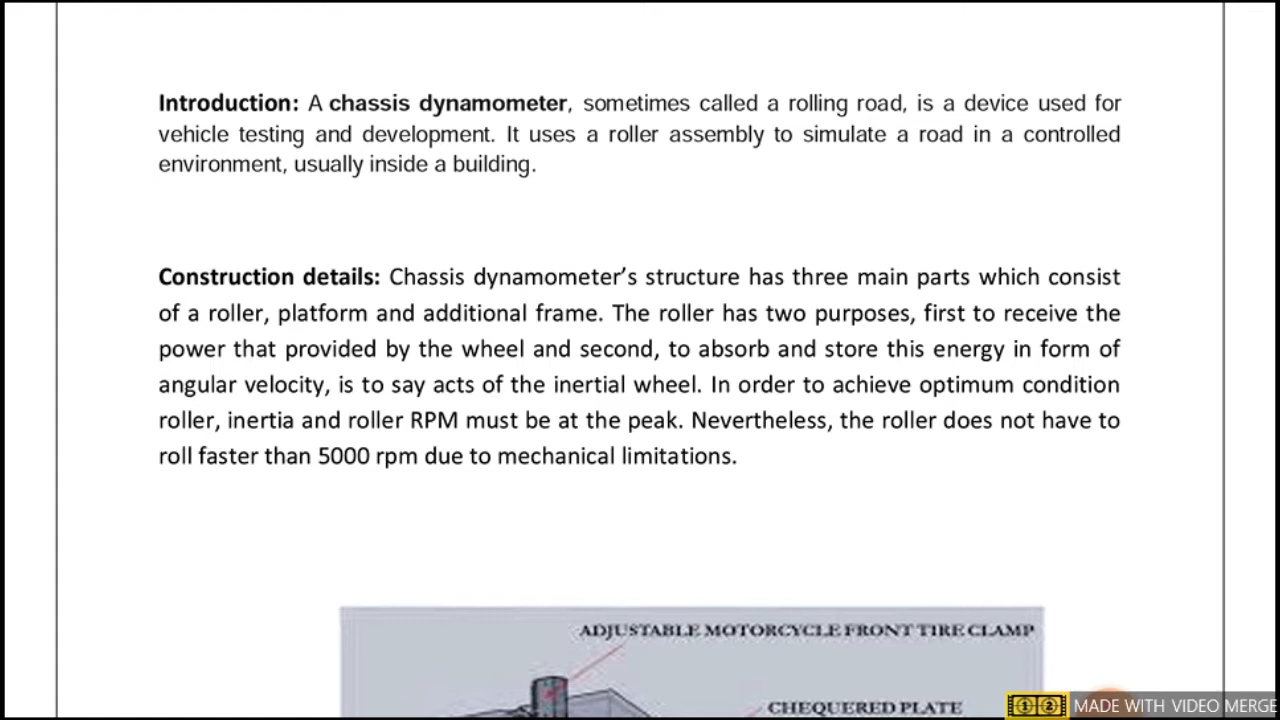 Introduction: A chassis dynamometer, sometimes called a rolling road, is a device used for
vehicle testing and development. It uses a roller assembly to simulate a road in a controlled
environment, usually inside a building.
Construction details: Chassis dynamometer’s structure has three main parts which consist
of a roller, platform and additional frame. The roller has two purposes, first to receive the
power that provided by the wheel and second, to absorb and store this energy in form of
angular velocity, is to say acts of the inertial wheel. In order to achieve optimum condition
roller, inertia and roller RPM must be at the peak. Nevertheless, the roller does not have to
roll faster than 5000 rpm due to mechanical limitations.
ADJUSTABLE MOTORCYCLE FRONT TIRE CLAMP
CHEQUERED PLATE
1 2 MADE WITH VIDEO MERGE